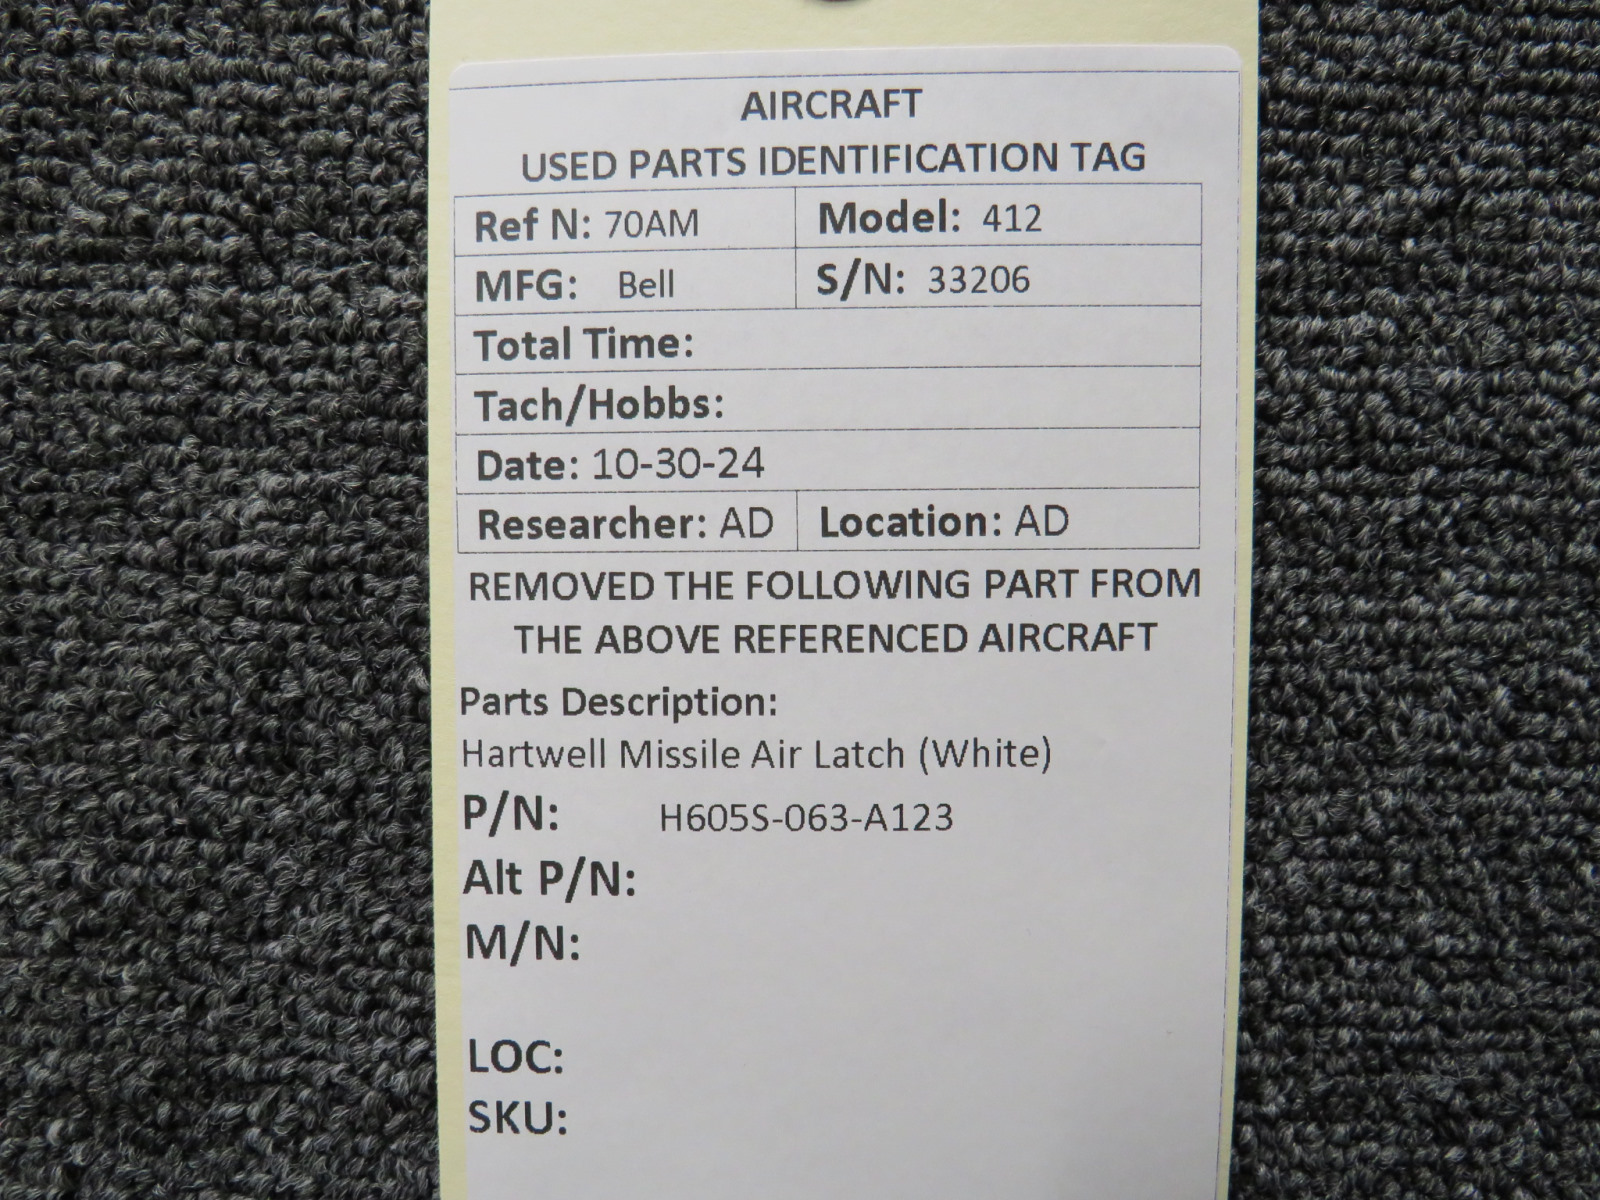 AIRCRAFT
USED PARTS IDENTIFICATION TAG
Ref N: 70AM Model: 412
MFG: Bell S/N: 33206
Total Time:
Tach/Hobbs:
Date: 10-30-24
Researcher: AD Location: AD
REMOVED THE FOLLOWING PART FROM
THE ABOVE REFERENCED AIRCRAFT
Parts Description:
Hartwell Missile Air Latch (White)
P/N: H605S-063-A123
Alt P/N:
M/N:
LOC:
SKU: